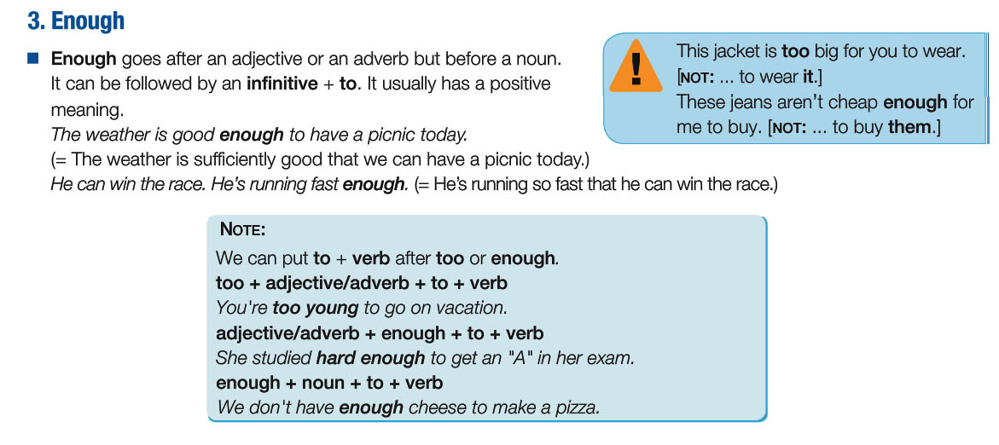 3. Enough
Enough goes after an adjective or an adverb but before a noun.
It can be followed by an infinitive + to. It usually has a positive
meaning.
The weather is good enough to have a picnic today.
(= The weather is sufficiently good that we can have a picnic today.)
He can win the race. He's running fast enough. (= He's running so fast that he can win the race.)
!
This jacket is too big for you to wear.
[NOT: ... to wear it.]
These jeans aren't cheap enough for
me to buy. [NOT: ... to buy them.]
NOTE:
We can put to + verb after too or enough.
too + adjective/adverb + to + verb
You're too young to go on vacation.
adjective/adverb + enough + to + verb
She studied hard enough to get an "A" in her exam.
enough + noun + to + verb
We don't have enough cheese to make a pizza.